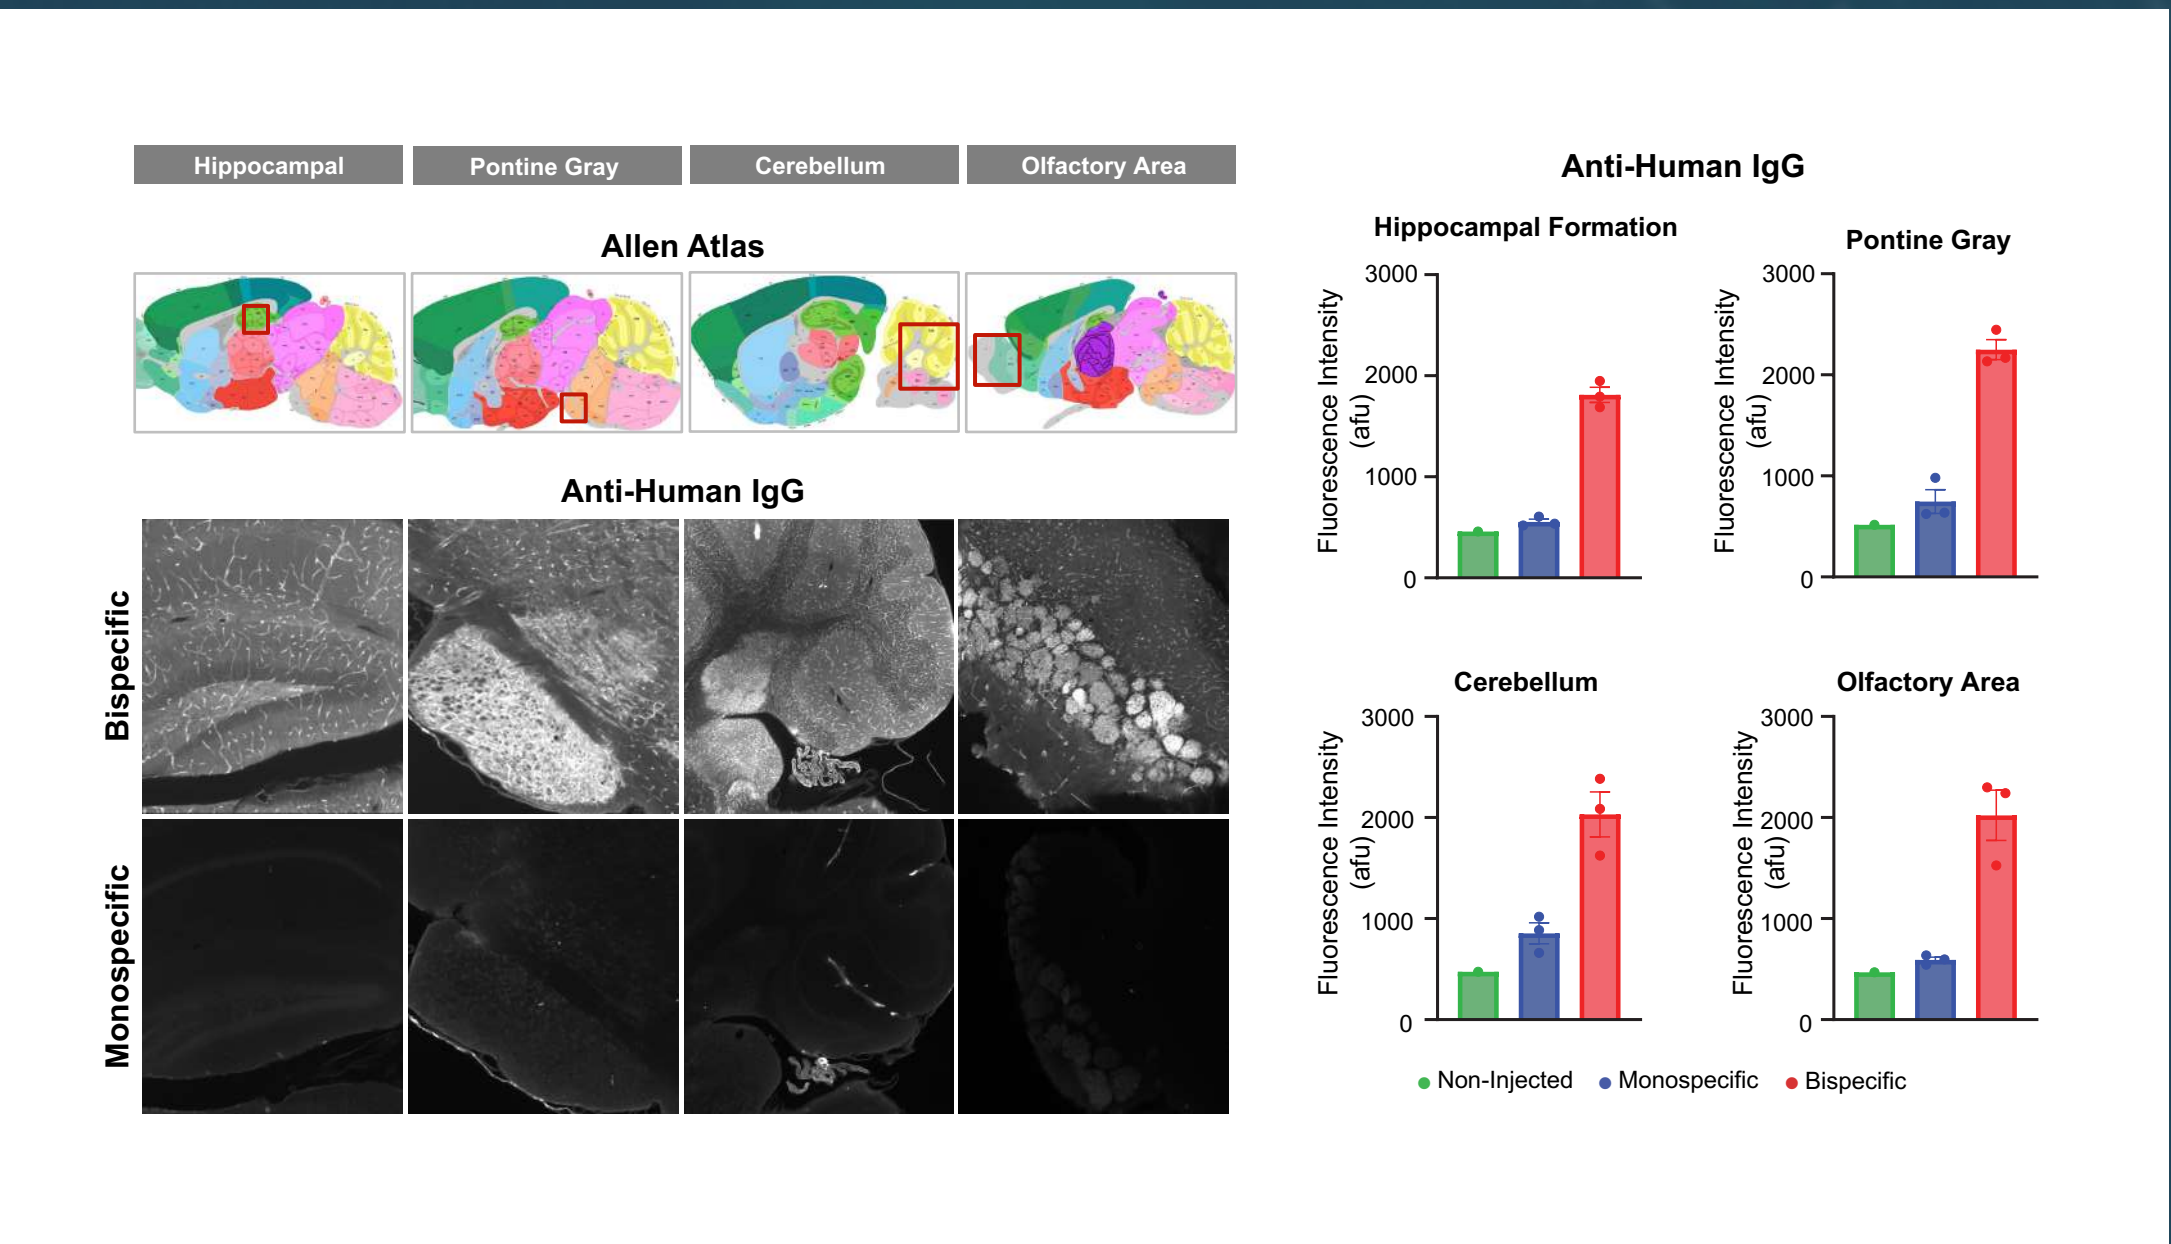 Hippocampal
Pontine Gray
Cerebellum
Olfactory Area
Allen Atlas
Anti-Human IgG
Bispecific
Monospecific
Anti-Human IgG
Hippocampal Formation
Fluorescence Intensity
(afu)
3000
2000
1000
0
Pontine Gray
Fluorescence Intensity
(afu)
3000
2000
1000
0
Cerebellum
Fluorescence Intensity
(afu)
3000
2000
1000
0
Olfactory Area
Fluorescence Intensity
(afu)
3000
2000
1000
0
Non-Injected
Monospecific
Bispecific